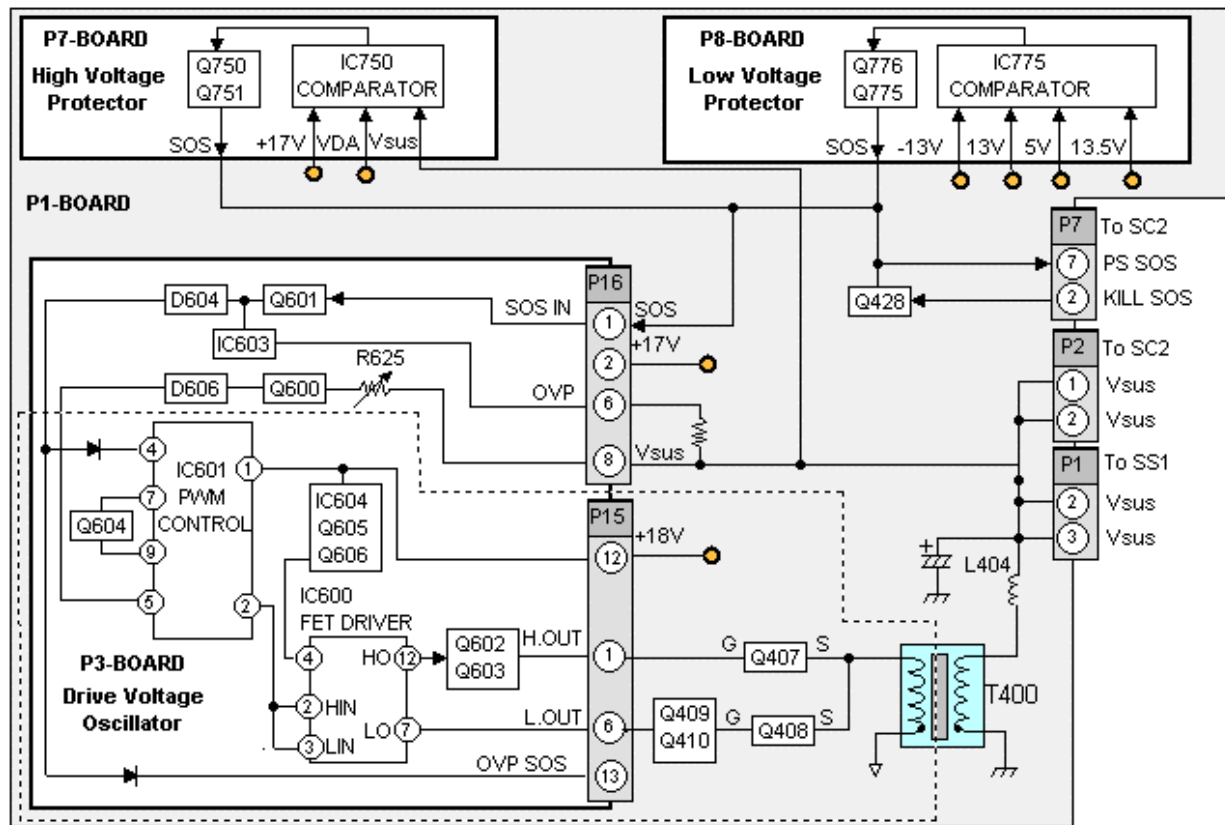 P7-BOARD
High Voltage
Protector
Q750
Q751
IC750
COMPARATOR
SOS
+17V
VDA
Vsus
P8-BOARD
Low Voltage
Protector
Q776
Q775
IC775
COMPARATOR
SOS
-13V
13V
5V
13.5V
P1-BOARD
P7
To SC2
7
PS SOS
2
KILL SOS
Q428
P2
To SC2
1
Vsus
2
Vsus
P1
To SS1
2
Vsus
3
Vsus
P16
D604
Q601
SOS IN
1
SOS
IC603
2
+17V
R625
D606
Q600
OVP
6
8
Vsus
4
IC601
PWM
CONTROL
1
7
Q604
9
5
2
IC604
Q605
Q606
P15
12
+18V
L404
+
IC600
FET DRIVER
4
HO
12
Q602
Q603
H.OUT
1
G
Q407
S
T400
P3-BOARD
Drive Voltage
Oscillator
2
HIN
3
LIN
LO
7
L.OUT
6
Q409
Q410
G
Q408
S
OVP SOS
13